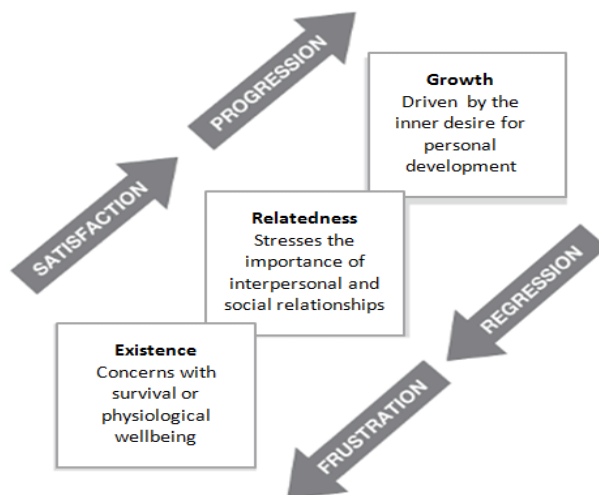 PROGRESSION
SATISFACTION
Growth
Driven by the
inner desire for
personal
development
Relatedness
Stresses the
importance of
interpersonal and
social relationships
Existence
Concerns with
survival or
physiological
wellbeing
REGRESSION
FRUSTRATION